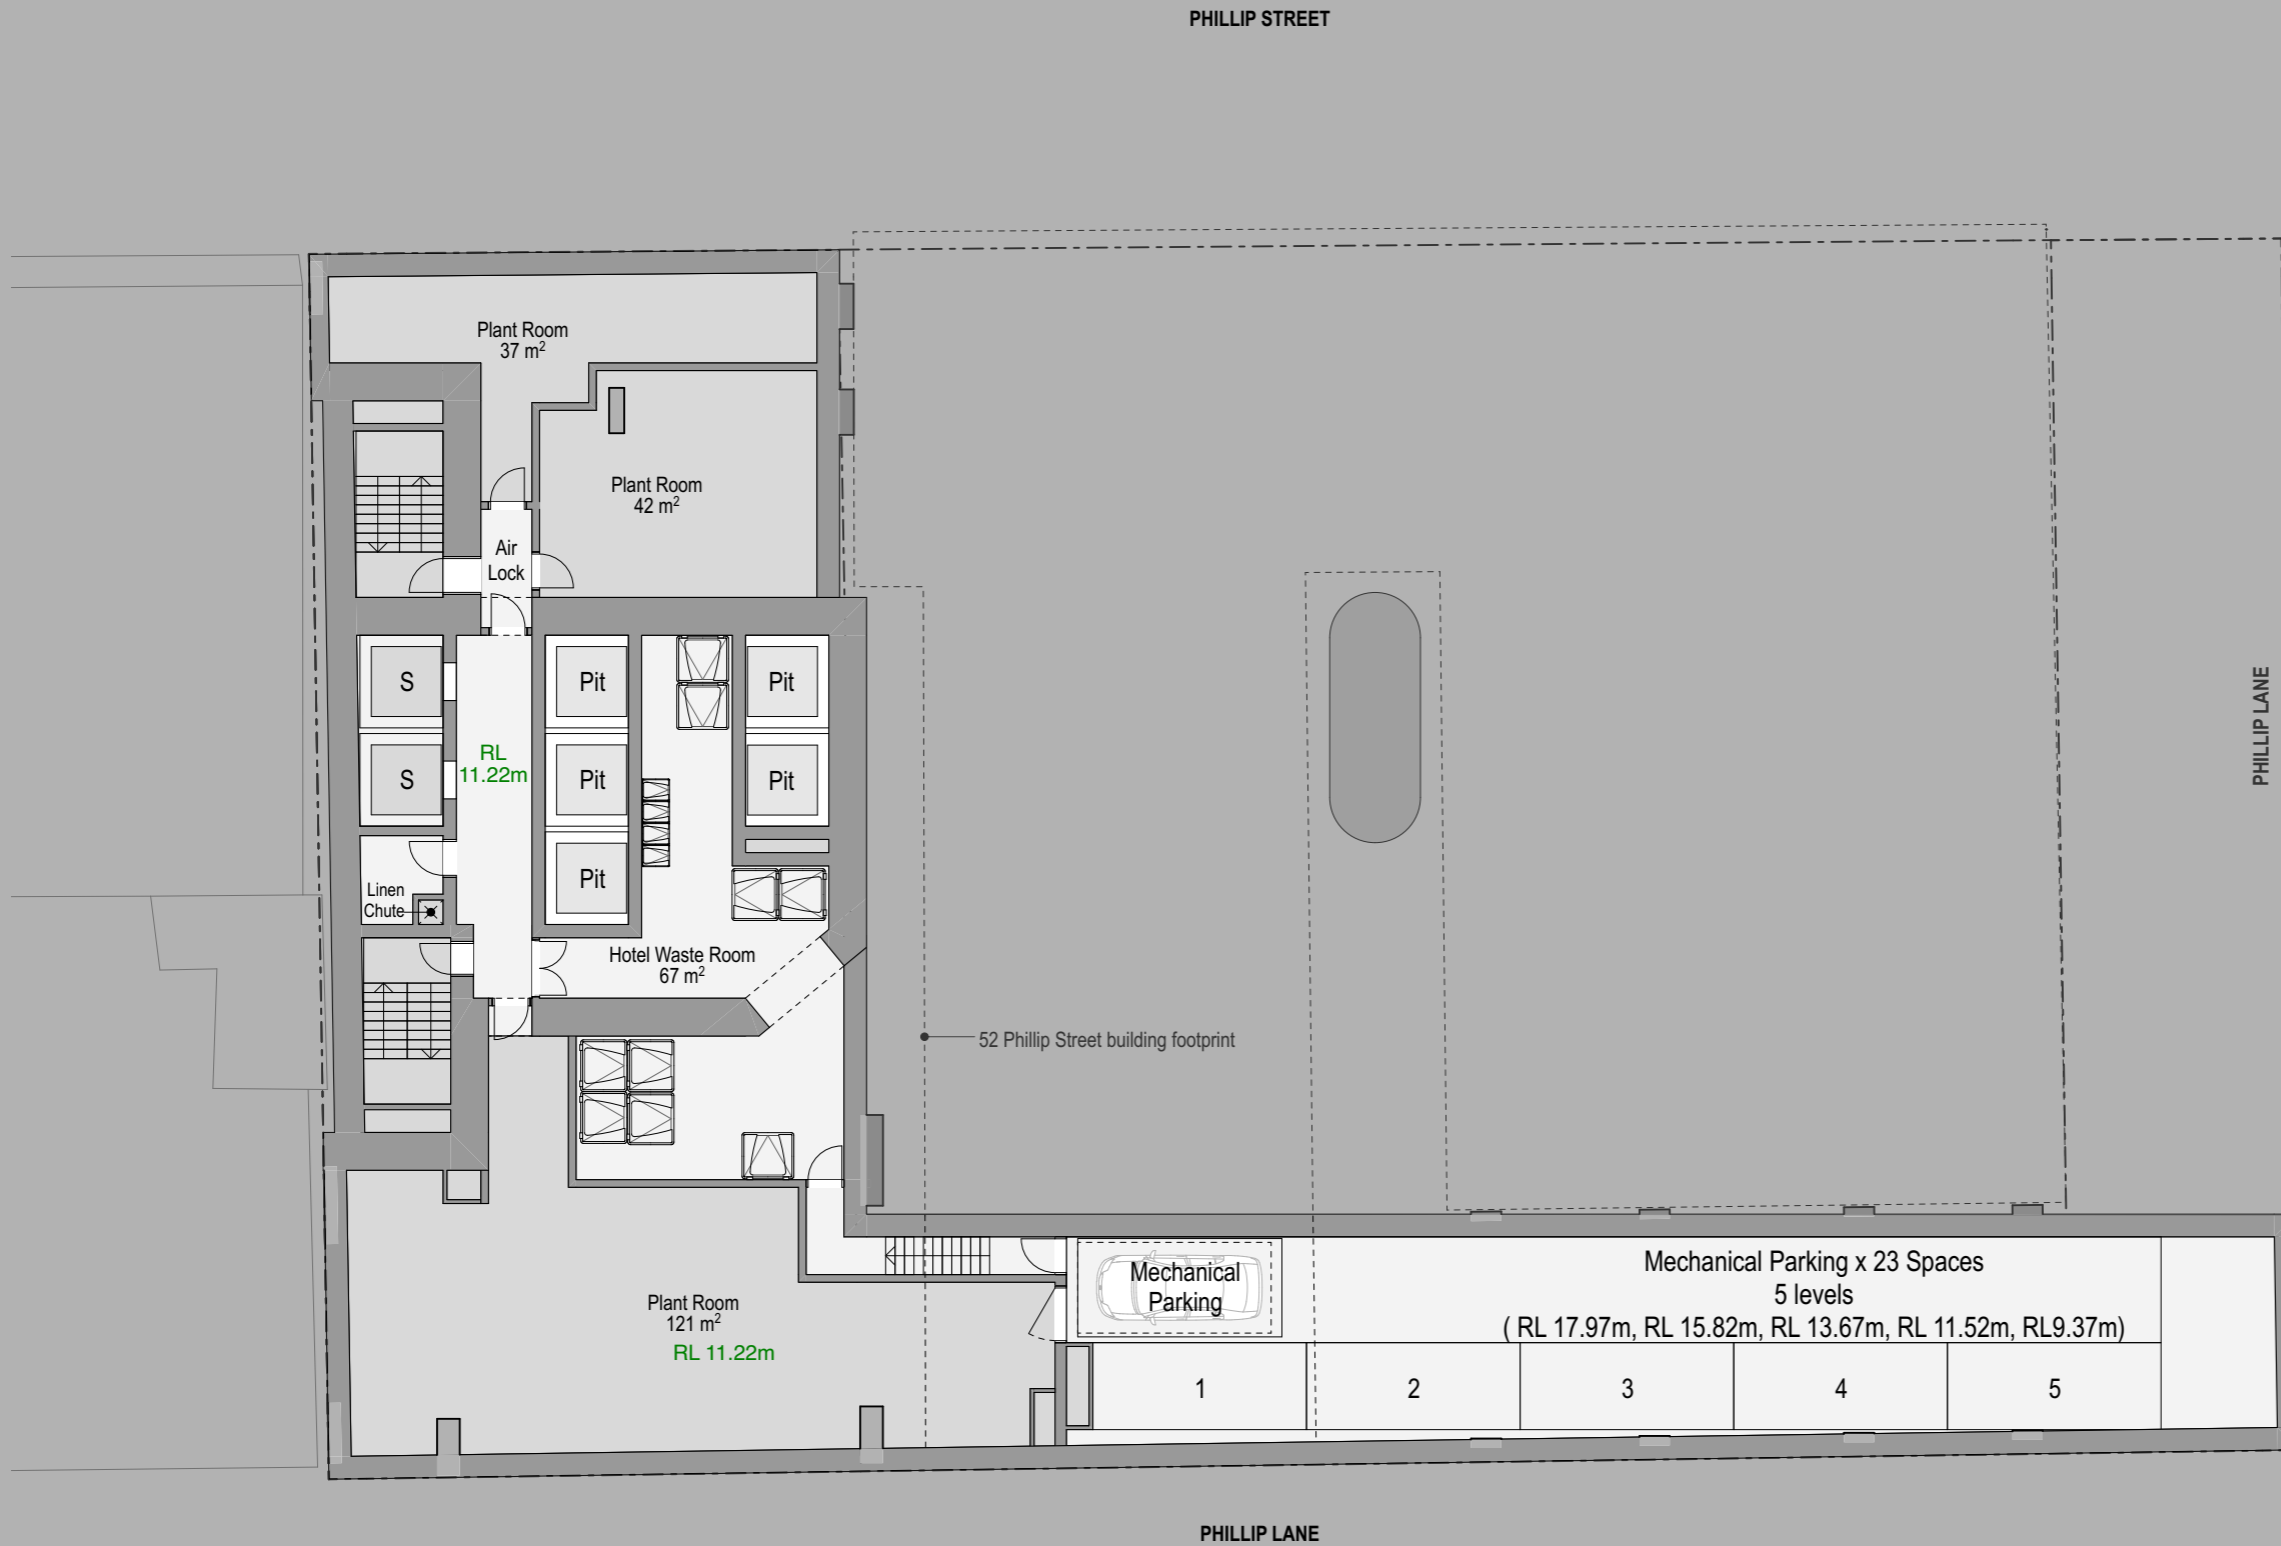 PHILLIP STREET
Plant Room
37 m²
Plant Room
42 m²
Air
Lock
S
Pit
Pit
PHILLIP LANE
RL
11.22m
S
Pit
Pit
Pit
Linen
Chute
Hotel Waste Room
67 m²
52 Phillip Street building footprint
Mechanical
Parking
Mechanical Parking x 23 Spaces
5 levels
( RL 17.97m, RL 15.82m, RL 13.67m, RL 11.52m, RL9.37m)
Plant Room
121 m²
RL 11.22m
1
2
3
4
5
PHILLIP LANE